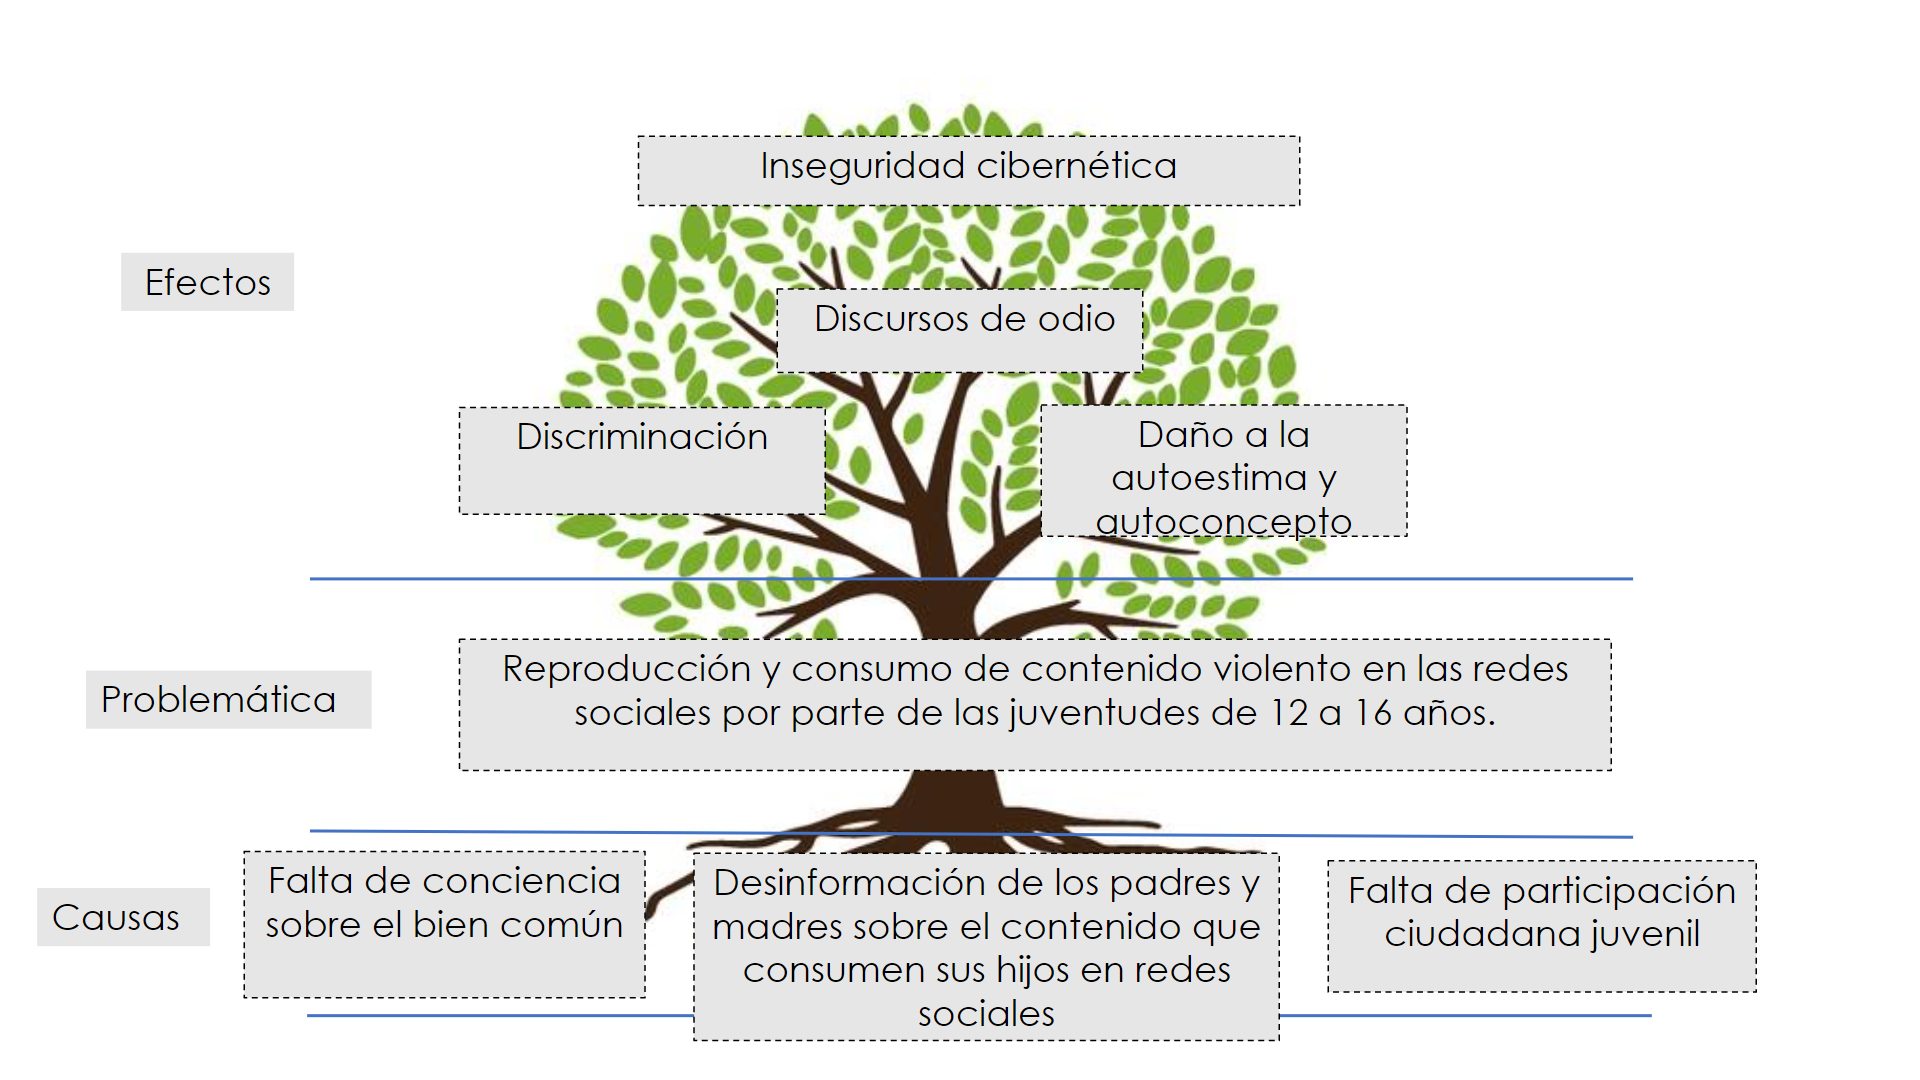 Inseguridad cibernética
Efectos
Discursos de odio
Discriminación
Daño a la
autoestima y
autoconcepto
Problemática
Reproducción y consumo de contenido violento en las redes
sociales por parte de las juventudes de 12 a 16 años.
Causas
Falta de conciencia
sobre el bien común
Desinformación de los padres y
madres sobre el contenido que
consumen sus hijos en redes
sociales
Falta de participación
ciudadana juvenil